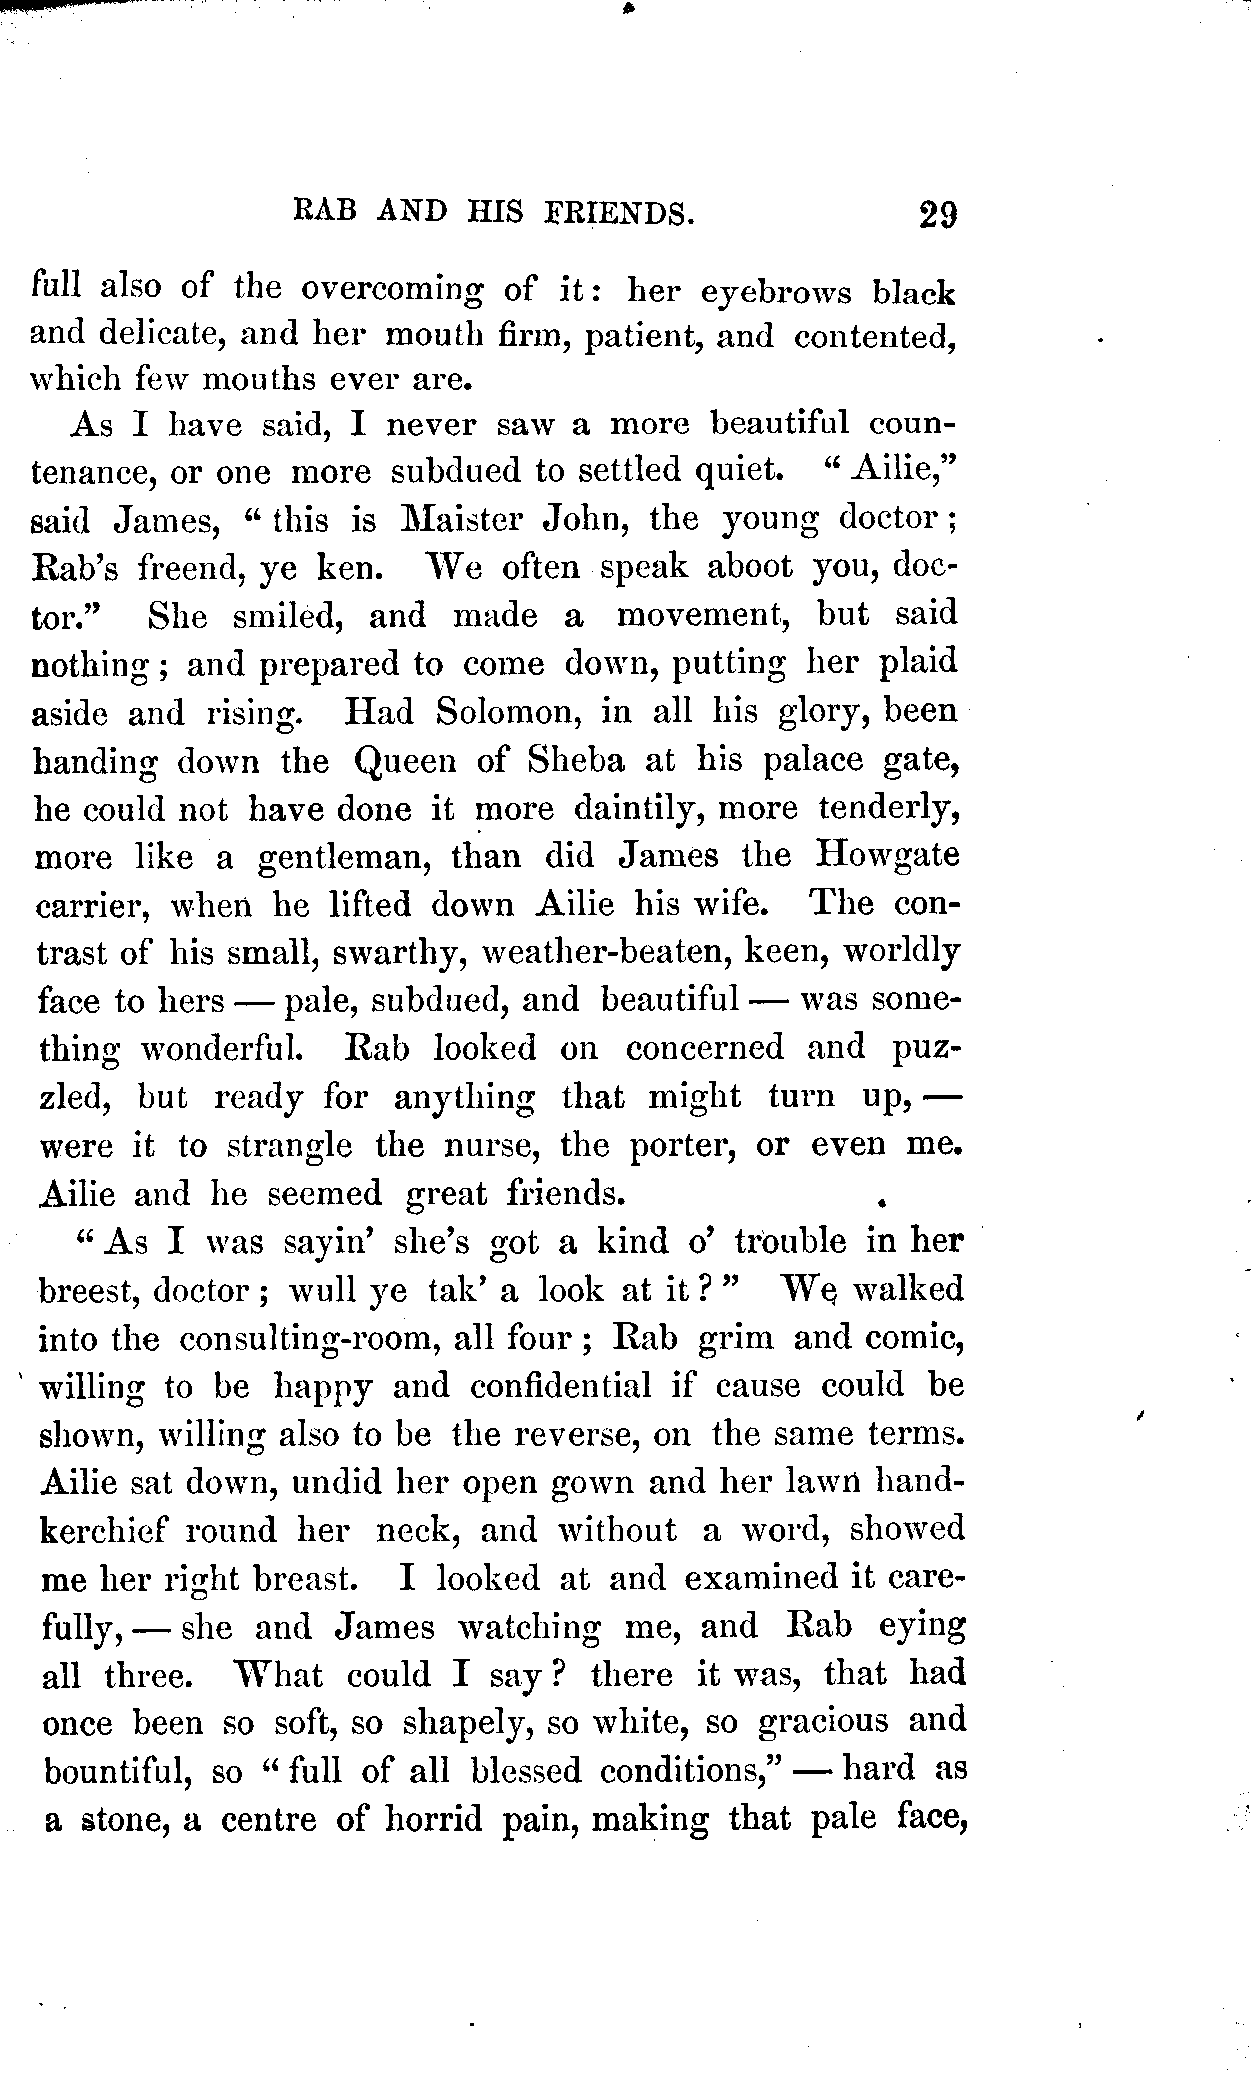 RAB AND HIS FRIENDS. 29
full also of the overcoming of it: her eyebrows black
and delicate, and her mouth firm, patient, and contented,
which few mouths ever are.
As I have said, I never saw a more beautiful coun-
tenance, or one more subdued to settled quiet. "Ailie,"
said James, "this is Maister John, the young doctor;
Rab's freend, ye ken. We often speak aboot you, doc-
tor." She smiled, and made a movement, but said
nothing; and prepared to come down, putting her plaid
aside and rising. Had Solomon, in all his glory, been
handing down the Queen of Sheba at his palace gate,
he could not have done it more daintily, more tenderly,
more like a gentleman, than did James the Howgate
carrier, when he lifted down Ailie his wife. The con-
trast of his small, swarthy, weather-beaten, keen, worldly
face to hers — pale, subdued, and beautiful — was some-
thing wonderful. Rab looked on concerned and puz-
zled, but ready for anything that might turn up, —
were it to strangle the nurse, the porter, or even me.
Ailie and he seemed great friends.
"As I was sayin' she's got a kind o' trouble in her
breest, doctor; wull ye tak' a look at it?" We walked
into the consulting-room, all four; Rab grim and comic,
willing to be happy and confidential if cause could be
shown, willing also to be the reverse, on the same terms.
Ailie sat down, undid her open gown and her lawn hand-
kerchief round her neck, and without a word, showed
me her right breast. I looked at and examined it care-
fully, — she and James watching me, and Rab eying
all three. What could I say? there it was, that had
once been so soft, so shapely, so white, so gracious and
bountiful, so "full of all blessed conditions," — hard as
a stone, a centre of horrid pain, making that pale face,